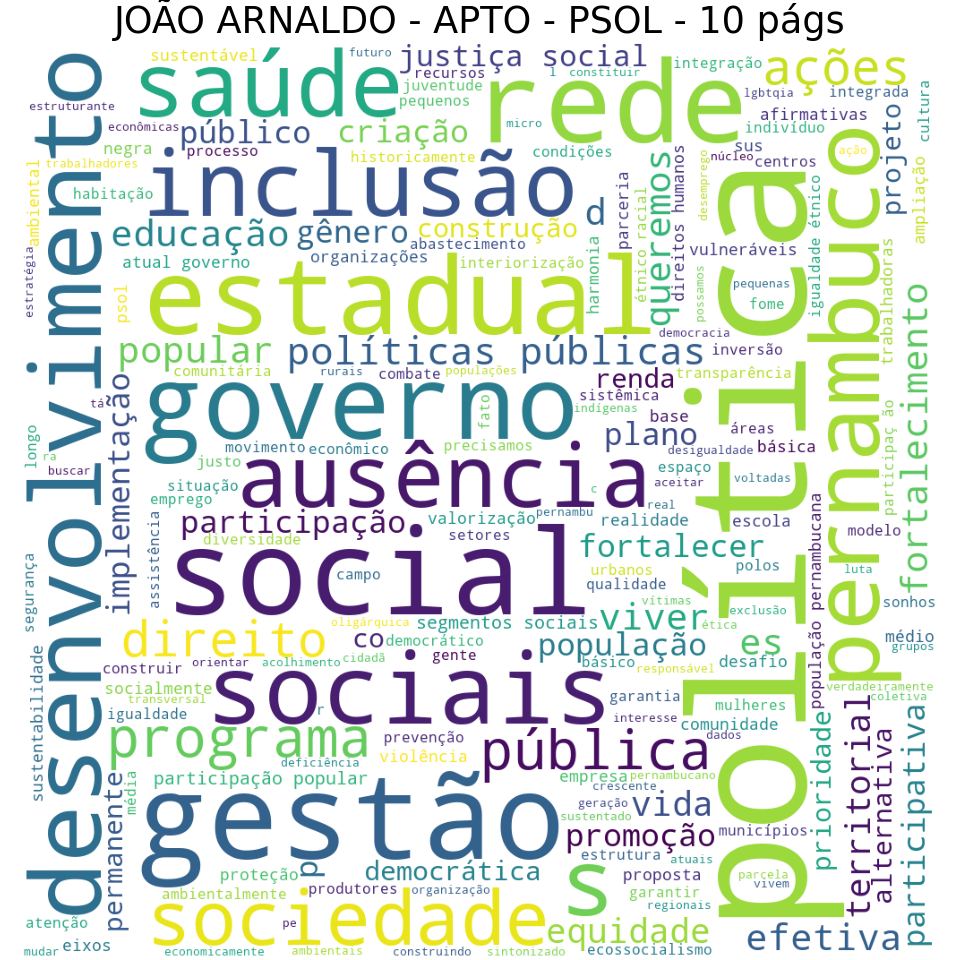 JOÃO ARNALDO - APTO - PSOL - 10 págs
sustentável
futuro
justiça social
integração
ações
saúde
recursos
l
constituir
rede
lgbtqia
integrada
cultura
estruturante
juventude
pequenos
afirmativas
econômicas
público
criação
micro
indivíduo
projeto
negra
processo
historicamente
condições
sus
núcleo
centros
ação
trabalhadores
ambiental
habitação
inclusão
d
parceria
queremos
direitos humanos
desemprego
ampliação
educação
gênero
construção
abastecimento
organizações
vulneráveis
igualdade étnico
atual governo
interiorização
harmonia
étnico racial
possamos
pequenas
fome
estratégia
psol
estadual
política
pernambuco
trabalhadoras
desenvolvimento
democracia
popular
políticas públicas
inversão
fortalecimento
comunitária
rurais
combate
populações
renda
transparência
governo
sistêmica
indígenas
tá
implementação
fato
base
áreas
longo
ra
buscar
movimento
econômico
precisamos
plano
desigualdade
básica
participaç ão
justo
ausência
espaço
situação
aceitar
voltadas
emprego
c
real
assistência
participação
valorização
pernambu
realidade
escola
modelo
diversidade
setores
fortalecer
população pernambucana
segurança
social
campo
urbanos
polos
luta
qualidade
vítimas
exclusão
sonhos
oligárquica
segmentos sociais
viver
ética
direito
co
democrático
população
es
médio
grupos
construir
orientar
acolhimento
cidadã
gente
básico
responsável
desafio
sustentabilidade
socialmente
sociais
garantia
verdadeiramente
transversal
coletiva
igualdade
r
interesse
mulheres
comunidade
programa
prevenção
pública
dados
prioridade
territorial
alternativa
participativa
violência
deficiência
permanente
média
participação popular
empresa
pernambucano
crescente
gestão
geração
vida
sustentado
promoção
municípios
estrutura
atuais
proteção
p
democrática
s
proposta
parcela
vivem
ambientalmente
produtores
organização
garantir
regionais
atenção
sociedade
pe
equidade
efetiva
mudar
eixos
economicamente
ambientais
construindo
sintonizado
ecossocialismo